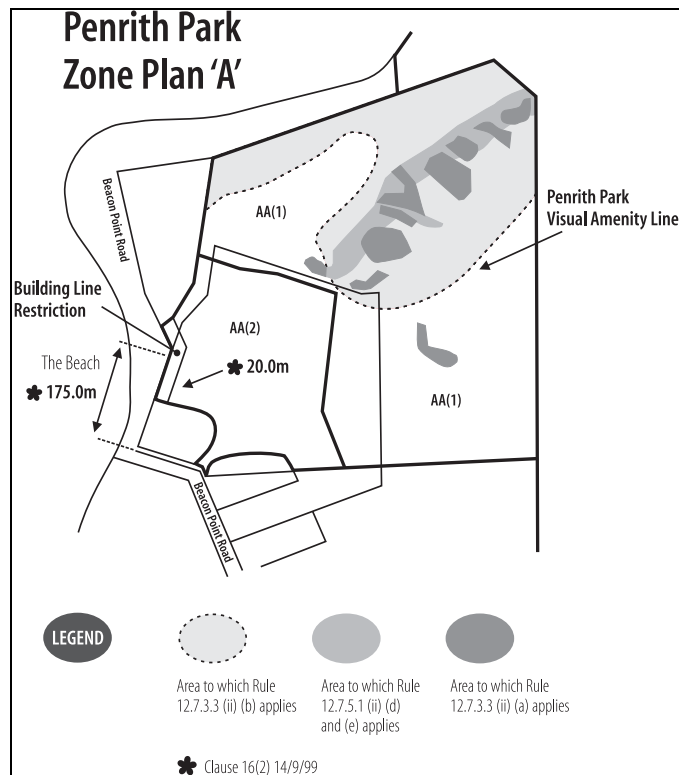 Penrith Park
Zone Plan 'A'
Beacon Point Road
AA(1)
Penrith Park
Visual Amenity Line
Building Line
Restriction
AA(2)
The Beach
✱ 175.0m
✱ 20.0m
AA(1)
Beacon Point Road
LEGEND
Area to which Rule
12.7.3.3 (ii) (b) applies
Area to which Rule
12.7.5.1 (ii) (d)
and (e) applies
Area to which Rule
12.7.3.3 (ii) (a) applies
✱ Clause 16(2) 14/9/99